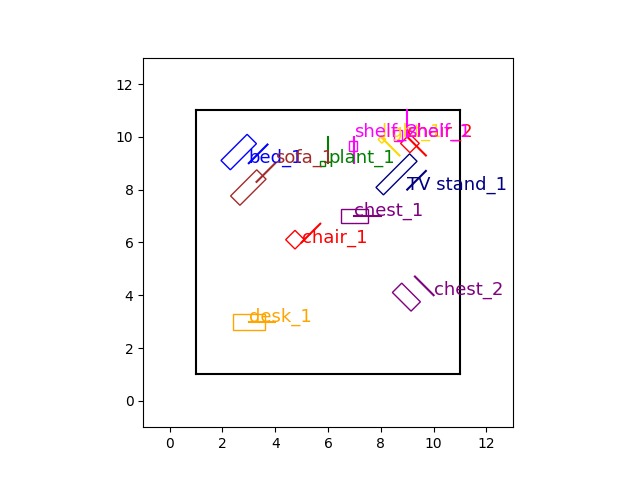 12
10
8
6
4
2
0
shelf_1
shelf_2
bed_1
sofa_1
plant_1
TV stand_1
chest_1
chair_1
chest_2
desk_1
0 2 4 6 8 10 12